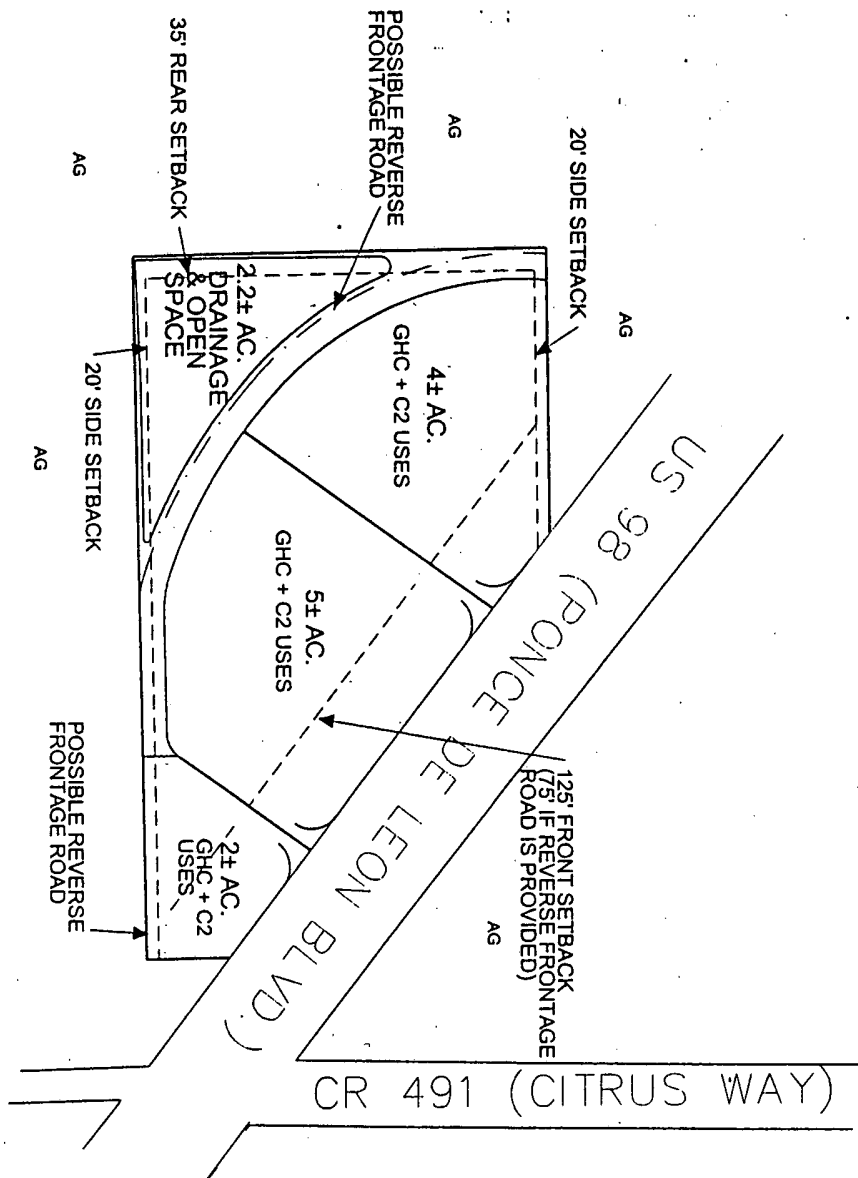 POSSIBLE REVERSE
FRONTAGE ROAD
35' REAR SETBACK
20' SIDE SETBACK
AG
AG
AG
2.2± AC.
DRAINAGE
& OPEN
SPACE
4± AC.
GHC + C2 USES
20' SIDE SETBACK
AG
5± AC.
GHC + C2 USES
US 98 (PONCE DE LEON BLVD.)
125' FRONT SETBACK
(75' IF REVERSE FRONTAGE
ROAD IS PROVIDED)
AG
2± AC.
GHC + C2
USES
POSSIBLE REVERSE
FRONTAGE ROAD
CR 491 (CITRUS WAY)